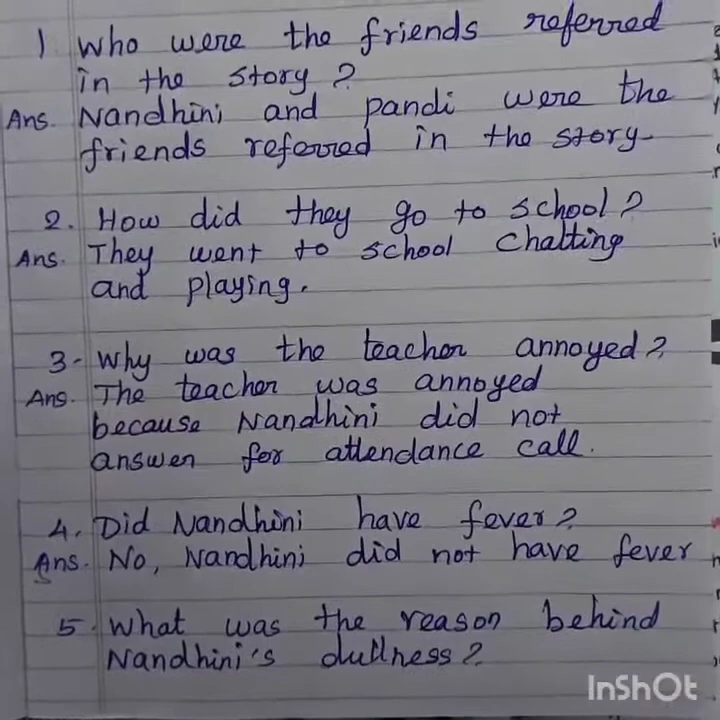 1 Who were the friends referred
in the story?
Ans. Nandhini and pandi were the
friends referred in the story.
2. How did they go to school?
Ans. They went to school chatting
and playing.
3. Why was the teacher annoyed?
Ans. The teacher was annoyed
because Nandhini did not
answer for attendance call.
4. Did Nandhini have fever?
Ans. No, Nandhini did not have fever
5. What was the reason behind
Nandhini's dullness?
InShOt